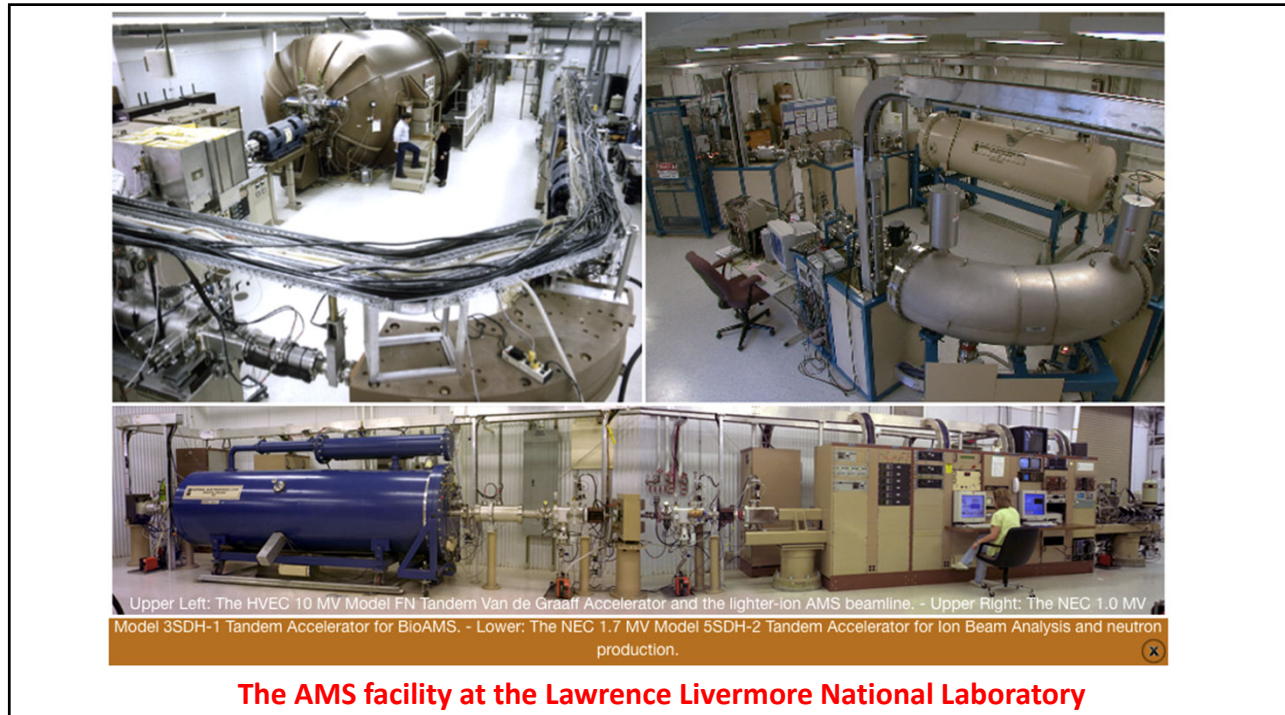 Upper Left: The HVEC 10 MV Model FN Tandem Van de Graaff Accelerator and the lighter-ion AMS beamline. - Upper Right: The NEC 1.0 MV
Model 3SDH-1 Tandem Accelerator for BioAMS. - Lower: The NEC 1.7 MV Model 5SDH-2 Tandem Accelerator for Ion Beam Analysis and neutron
production.
X
The AMS facility at the Lawrence Livermore National Laboratory